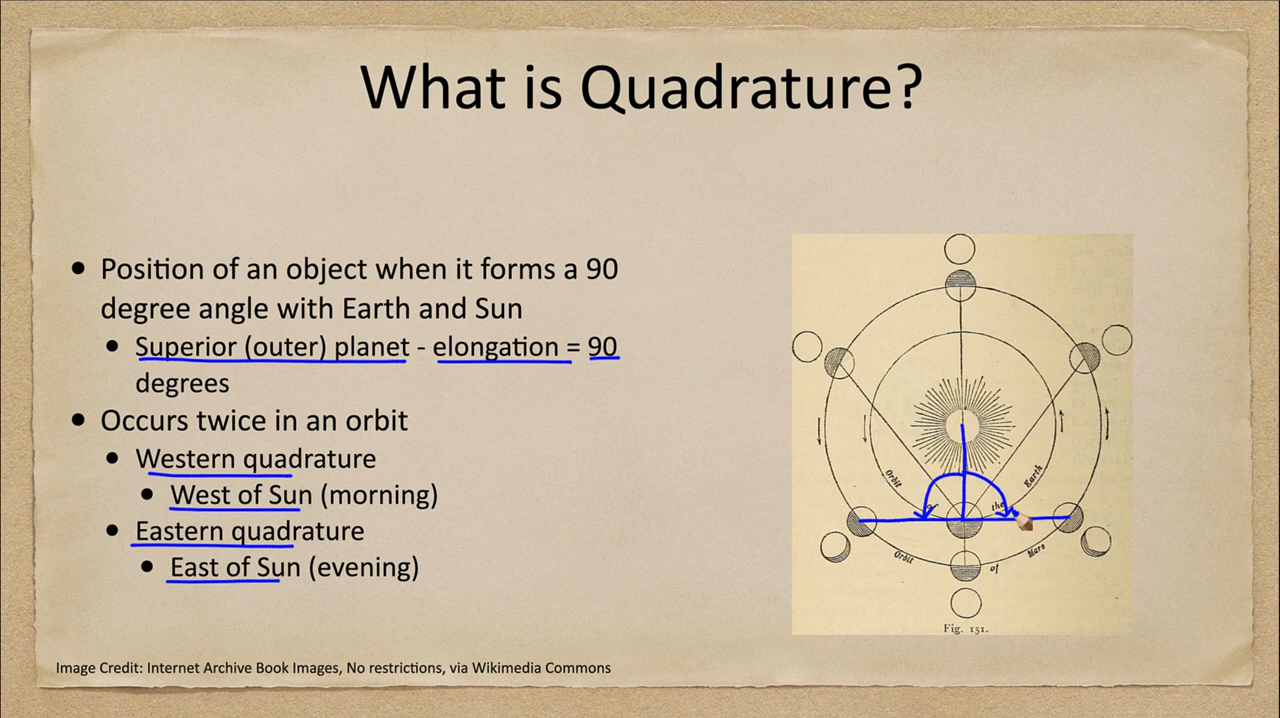 What is Quadrature?
• Position of an object when it forms a 90
degree angle with Earth and Sun
• Superior (outer) planet - elongation = 90
degrees
• Occurs twice in an orbit
• Western quadrature
• West of Sun (morning)
• Eastern quadrature
• East of Sun (evening)
Orbit
the
Earth
Orbit
of
Mars
Fig. 151.
Image Credit: Internet Archive Book Images, No restrictions, via Wikimedia Commons